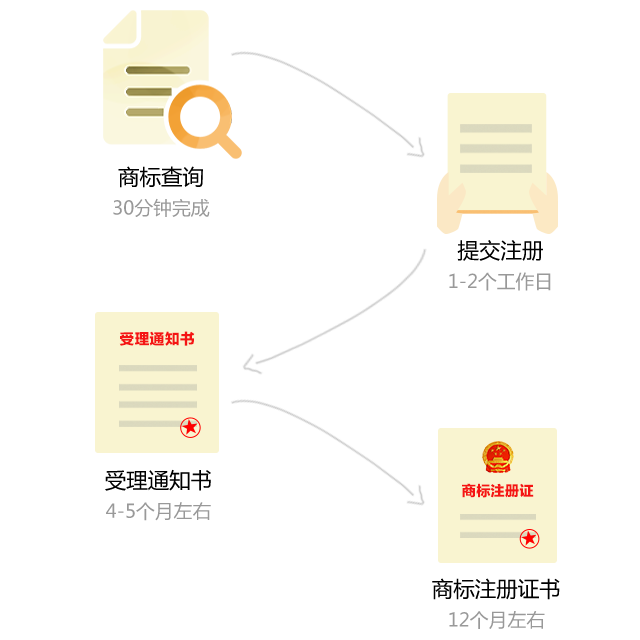 商标查询
30分钟完成
提交注册
1-2个工作日
受理通知书
受理通知书
4-5个月左右
商标注册证
商标注册证书
12个月左右